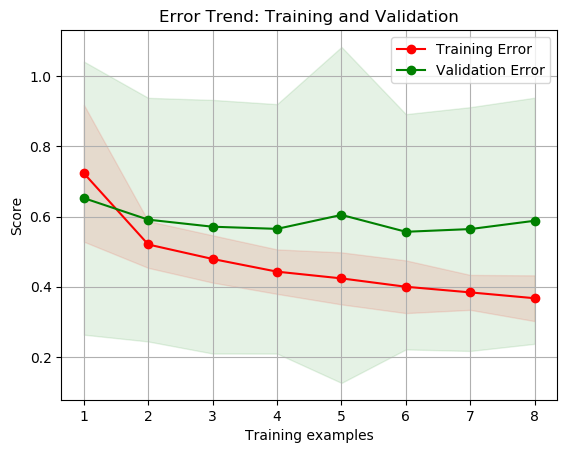 Error Trend: Training and Validation
Training Error
Validation Error
Score
1.0
0.8
0.6
0.4
0.2
1 2 3 4 5 6 7 8
Training examples